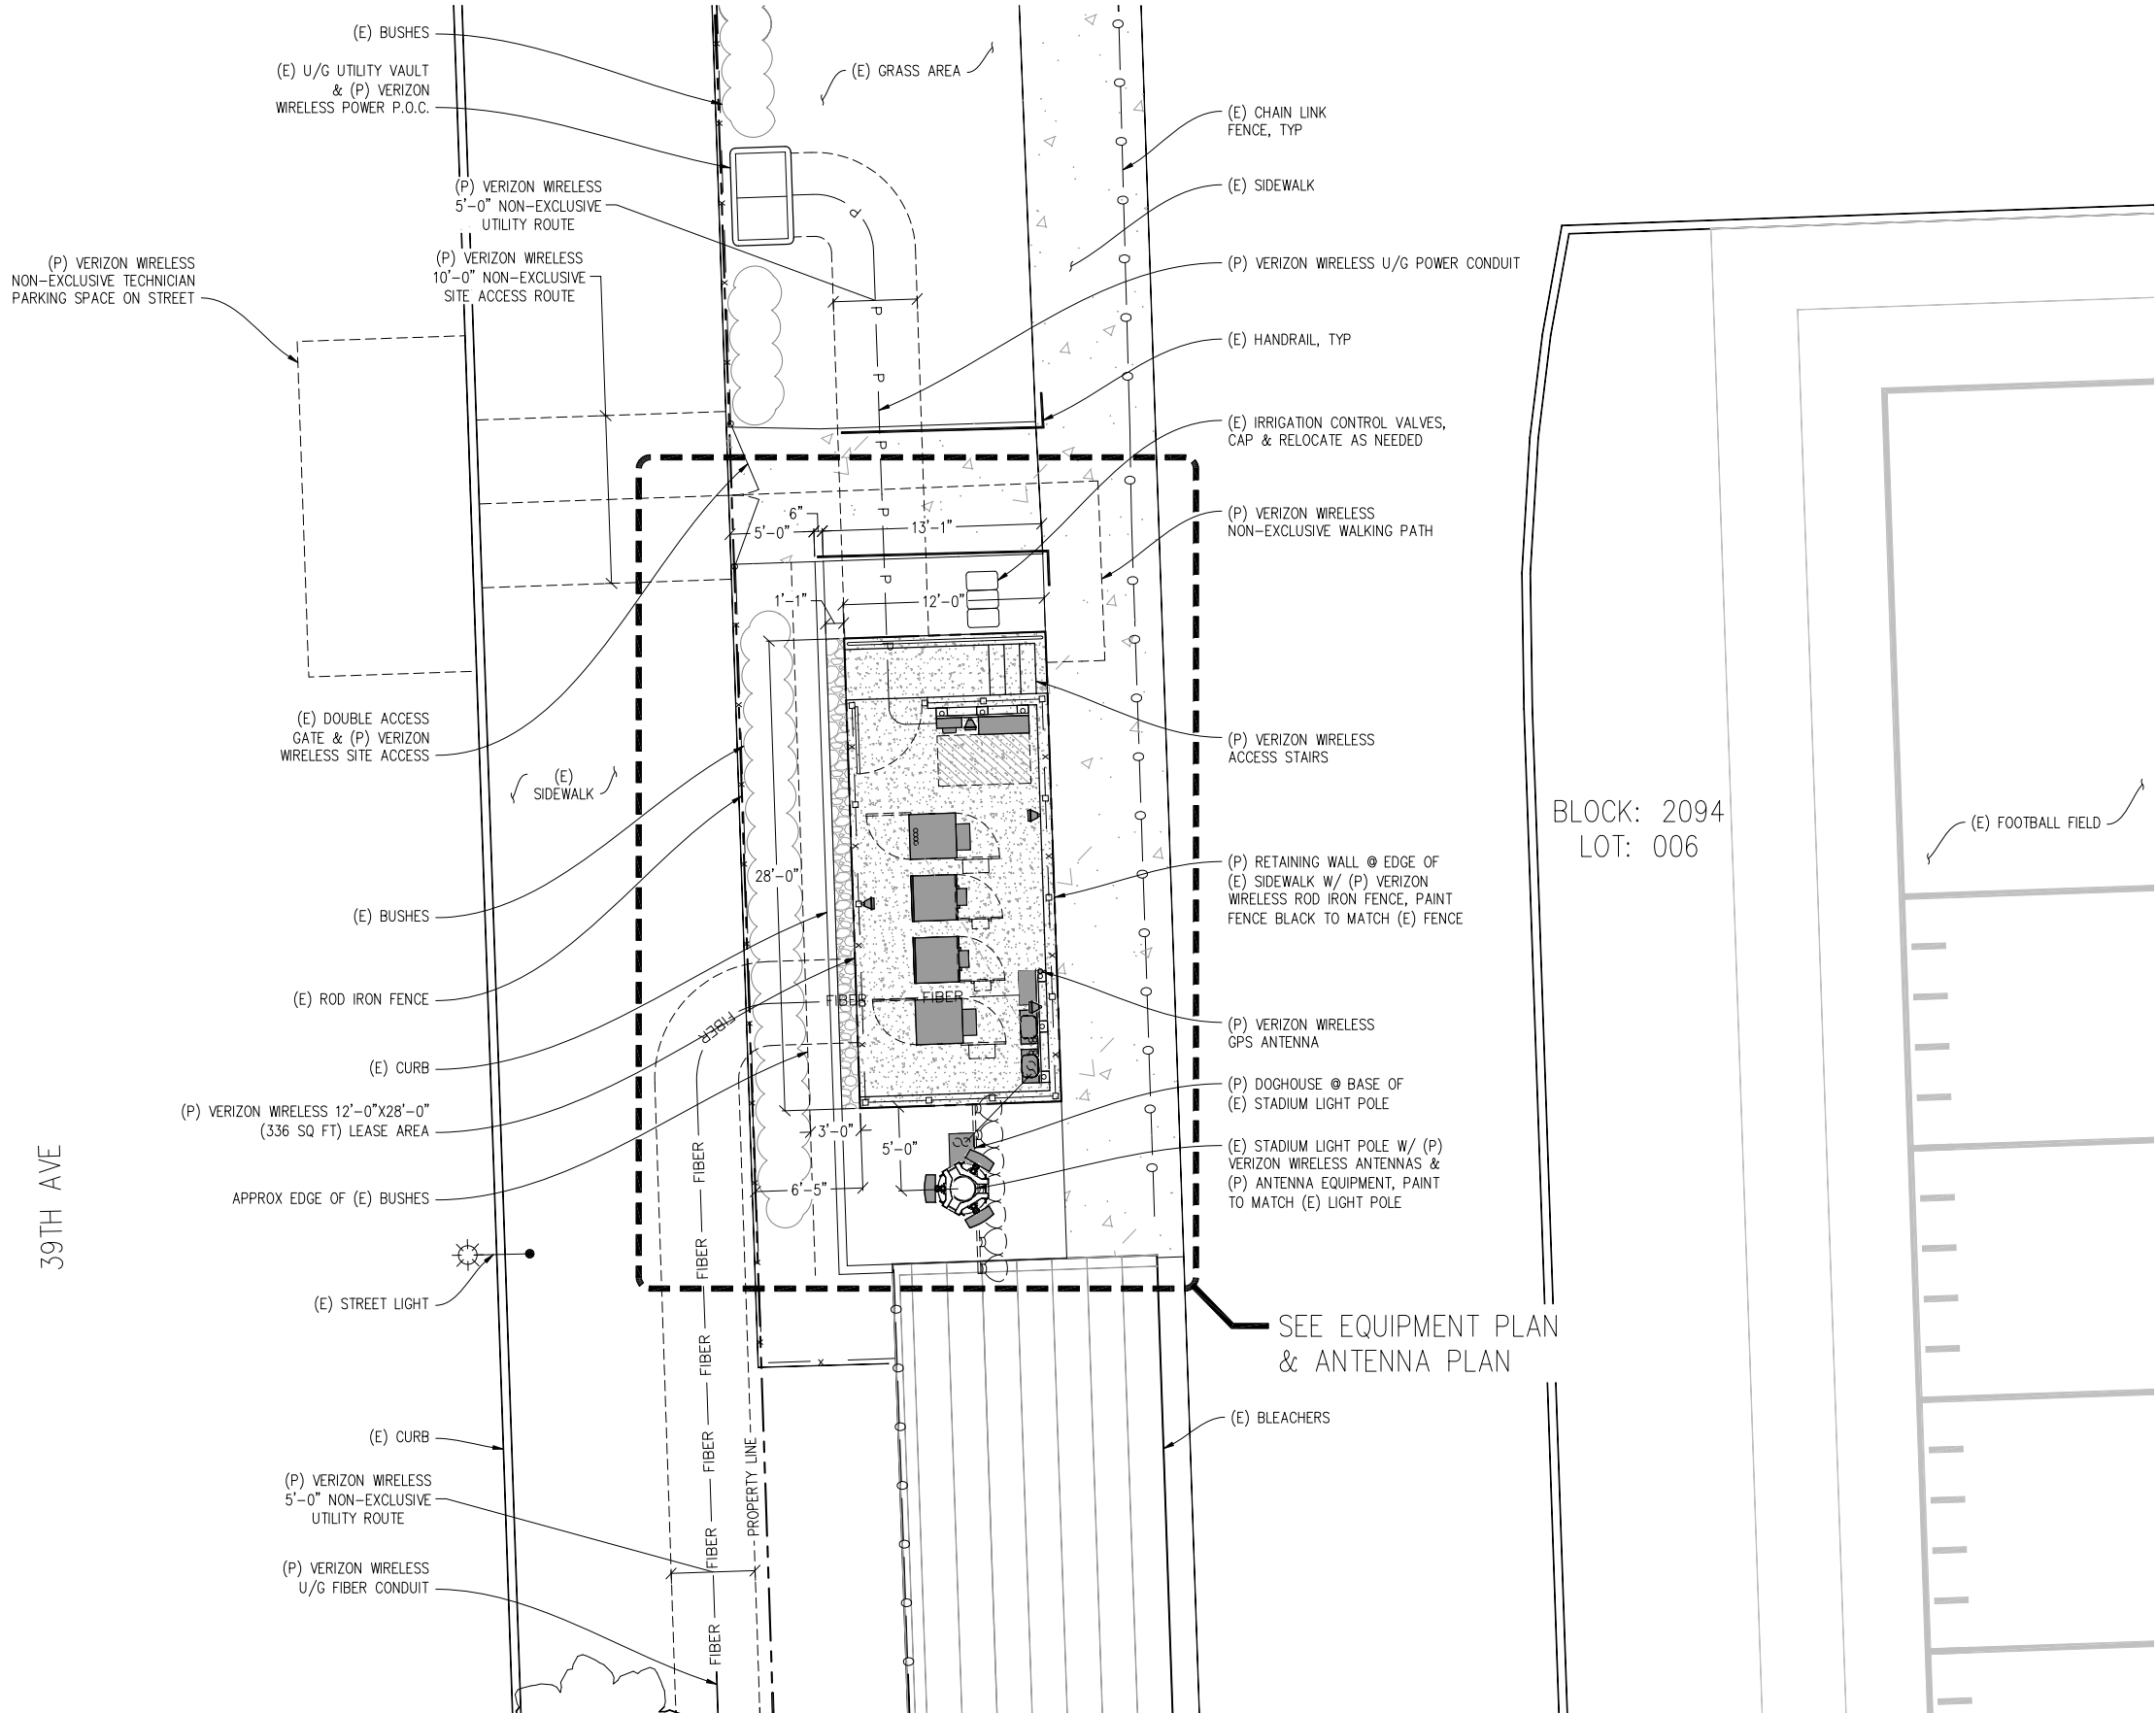 (E) BUSHES
(E) U/G UTILITY VAULT
& (P) VERIZON
WIRELESS POWER P.O.C.
(P) VERIZON WIRELESS
5'-0" NON-EXCLUSIVE
UTILITY ROUTE
(P) VERIZON WIRELESS
10'-0" NON-EXCLUSIVE
SITE ACCESS ROUTE
(P) VERIZON WIRELESS
NON-EXCLUSIVE TECHNICIAN
PARKING SPACE ON STREET
(E) DOUBLE ACCESS
GATE & (P) VERIZON
WIRELESS SITE ACCESS
(E)
SIDEWALK
(E) BUSHES
(E) ROD IRON FENCE
(E) CURB
(P) VERIZON WIRELESS 12'-0"X28'-0"
(336 SQ FT) LEASE AREA
APPROX EDGE OF (E) BUSHES
39TH AVE
(E) STREET LIGHT
(E) CURB
(P) VERIZON WIRELESS
5'-0" NON-EXCLUSIVE
UTILITY ROUTE
(P) VERIZON WIRELESS
U/G FIBER CONDUIT
(E) GRASS AREA
P
P
P
P
P
P
P
6"
5'-0"
13'-1"
1'-1"
12'-0"
28'-0"
FIBER
FIBER
FIBER
3'-0"
5'-0"
6'-5"
FIBER
FIBER
FIBER
FIBER
FIBER
FIBER
FIBER
PROPERTY LINE
(E) CHAIN LINK
FENCE, TYP
(E) SIDEWALK
(P) VERIZON WIRELESS U/G POWER CONDUIT
(E) HANDRAIL, TYP
(E) IRRIGATION CONTROL VALVES,
CAP & RELOCATE AS NEEDED
(P) VERIZON WIRELESS
NON-EXCLUSIVE WALKING PATH
(P) VERIZON WIRELESS
ACCESS STAIRS
(P) RETAINING WALL @ EDGE OF
(E) SIDEWALK W/ (P) VERIZON
WIRELESS ROD IRON FENCE, PAINT
FENCE BLACK TO MATCH (E) FENCE
(P) VERIZON WIRELESS
GPS ANTENNA
(P) DOGHOUSE @ BASE OF
(E) STADIUM LIGHT POLE
(E) STADIUM LIGHT POLE W/ (P)
VERIZON WIRELESS ANTENNAS &
(P) ANTENNA EQUIPMENT, PAINT
TO MATCH (E) LIGHT POLE
SEE EQUIPMENT PLAN
& ANTENNA PLAN
(E) BLEACHERS
BLOCK: 2094
LOT: 006
(E) FOOTBALL FIELD